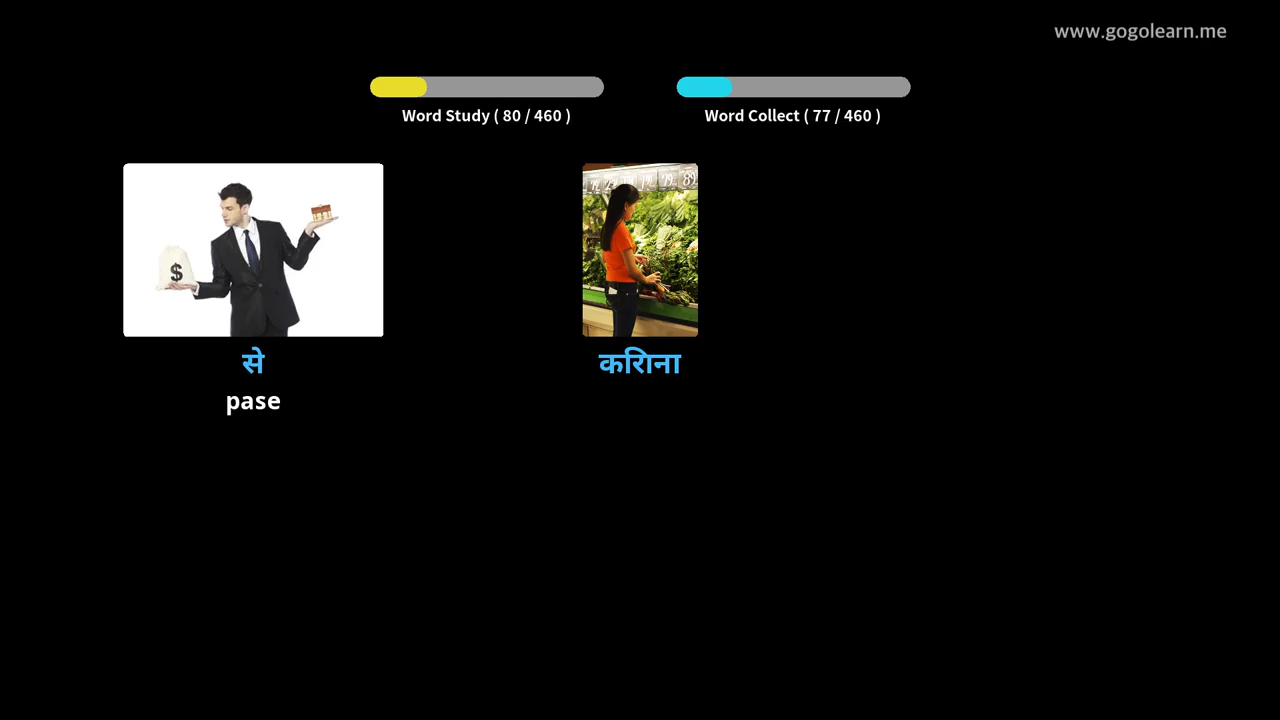 www.gogolearn.me
Word Study ( 80 / 460 )
Word Collect ( 77 / 460 )
$
से
करिाना
pase